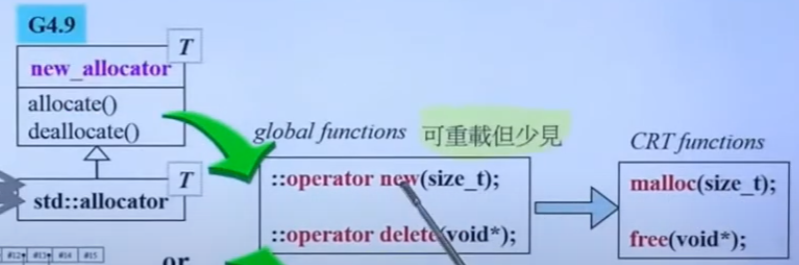 G4.9
T
new_allocator
allocate()
deallocate()
T
std::allocator
global functions 可重載但少見
::operator new(size_t);
::operator delete(void*);
CRT functions
malloc(size_t);
free(void*);
#12 #13 #14 #15
or